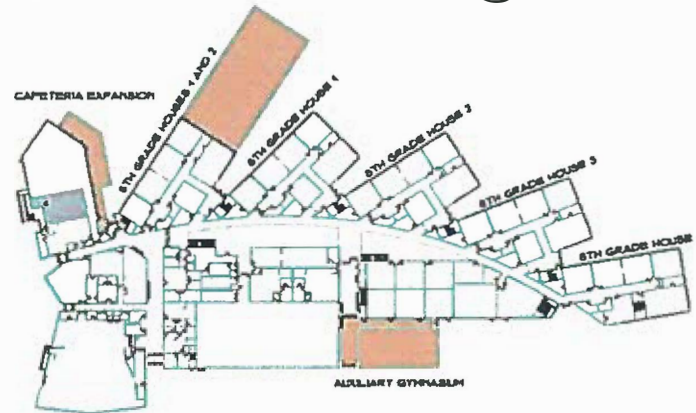 CAFETERIA EXPANSION
6TH GRADE HOUSES 1 AND 2
6TH GRADE HOUSE 1
6TH GRADE HOUSE 2
6TH GRADE HOUSE 3
6TH GRADE HOUSE
AUXILIARY GYMNASIUM